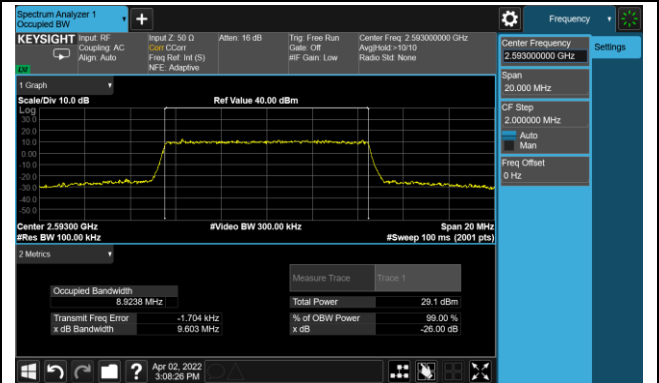 Spectrum Analyzer 1
Occupied BW
Frequency
KEYSIGHT
Input: RF
Coupling: AC
Align: Auto
Input Z: 50 Ω
Corr CCorr
Freq Ref: Int (S)
NFE: Adaptive
Atten: 16 dB
Trig: Free Run
Gate: Off
#IF Gain: Low
Center Freq: 2.593000000 GHz
Avg|Hold:>10/10
Radio Std: None
Center Frequency
2.593000000 GHz
Settings
Span
20.000 MHz
CF Step
2.000000 MHz
Auto
Man
Freq Offset
0 Hz
1 Graph
Scale/Div 10.0 dB
Ref Value 40.00 dBm
Log
30.0
20.0
10.0
0.00
-10.0
-20.0
-30.0
-40.0
-50.0
Center 2.59300 GHz
#Video BW 300.00 kHz
Span 20 MHz
#Res BW 100.00 kHz
#Sweep 100 ms (2001 pts)
2 Metrics
Measure Trace
Trace 1
Occupied Bandwidth
8.9238 MHz
Total Power
29.1 dBm
Transmit Freq Error
-1.704 kHz
% of OBW Power
99.00 %
x dB Bandwidth
9.603 MHz
x dB
-26.00 dB
Apr 02, 2022
3:08:26 PM